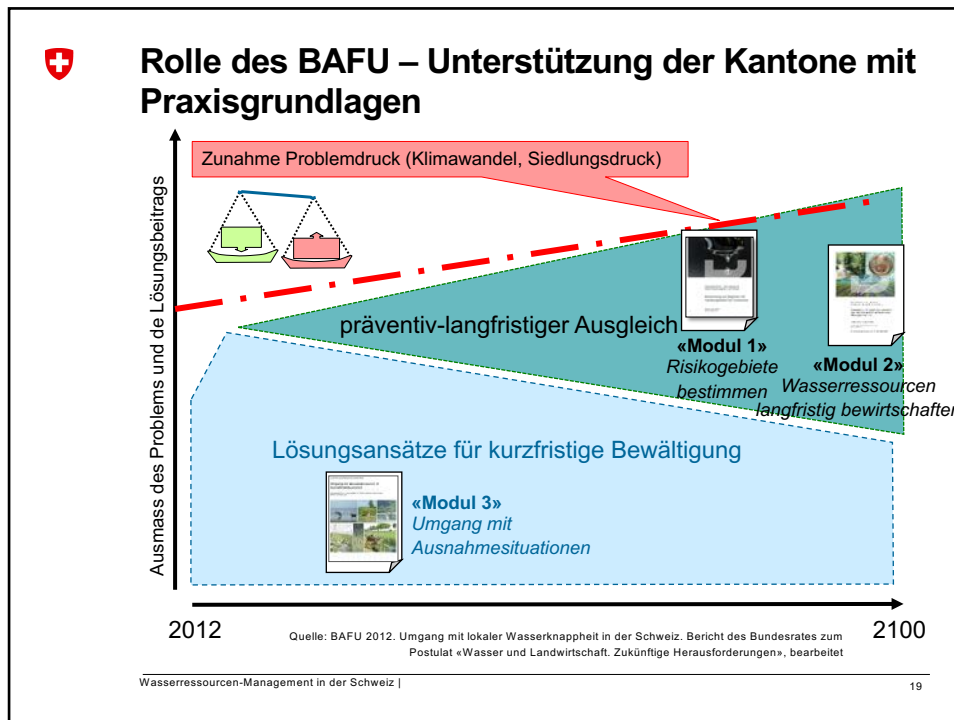 Rolle des BAFU – Unterstützung der Kantone mit
Praxisgrundlagen
Ausmass des Problems und de Lösungsbeitrags
Zunahme Problemdruck (Klimawandel, Siedlungsdruck)
präventiv-langfristiger Ausgleich
«Modul 1»
Risikogebiete
bestimmen
«Modul 2»
Wasserressourcen
langfristig bewirtschaften
Lösungsansätze für kurzfristige Bewältigung
«Modul 3»
Umgang mit
Ausnahmesituationen
2012
2100
Quelle: BAFU 2012. Umgang mit lokaler Wasserknappheit in der Schweiz. Bericht des Bundesrates zum
Postulat «Wasser und Landwirtschaft. Zukünftige Herausforderungen», bearbeitet
Wasserressourcen-Management in der Schweiz |
19